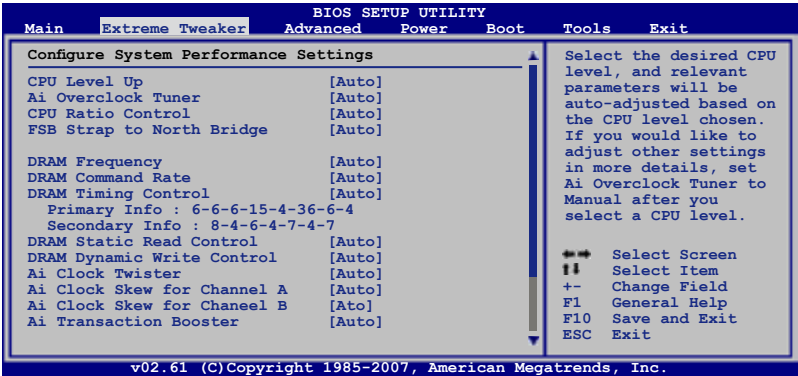 BIOS SETUP UTILITY
Main Extreme Tweaker Advanced Power Boot Tools Exit
Configure System Performance Settings
CPU Level Up [Auto]
Ai Overclock Tuner [Auto]
CPU Ratio Control [Auto]
FSB Strap to North Bridge [Auto]
DRAM Frequency [Auto]
DRAM Command Rate [Auto]
DRAM Timing Control [Auto]
Primary Info : 6-6-6-15-4-36-6-4
Secondary Info : 8-4-6-4-7-4-7
DRAM Static Read Control [Auto]
DRAM Dynamic Write Control [Auto]
Ai Clock Twister [Auto]
Ai Clock Skew for Channel A [Auto]
Ai Clock Skew for Chaneel B [Ato]
Ai Transaction Booster [Auto]
Select the desired CPU
level, and relevant
parameters will be
auto-adjusted based on
the CPU level chosen.
If you would like to
adjust other settings
in more details, set
Ai Overclock Tuner to
Manual after you
select a CPU level.
←→ Select Screen
↑↓ Select Item
+- Change Field
F1 General Help
F10 Save and Exit
ESC Exit
v02.61 (C)Copyright 1985-2007, American Megatrends, Inc.